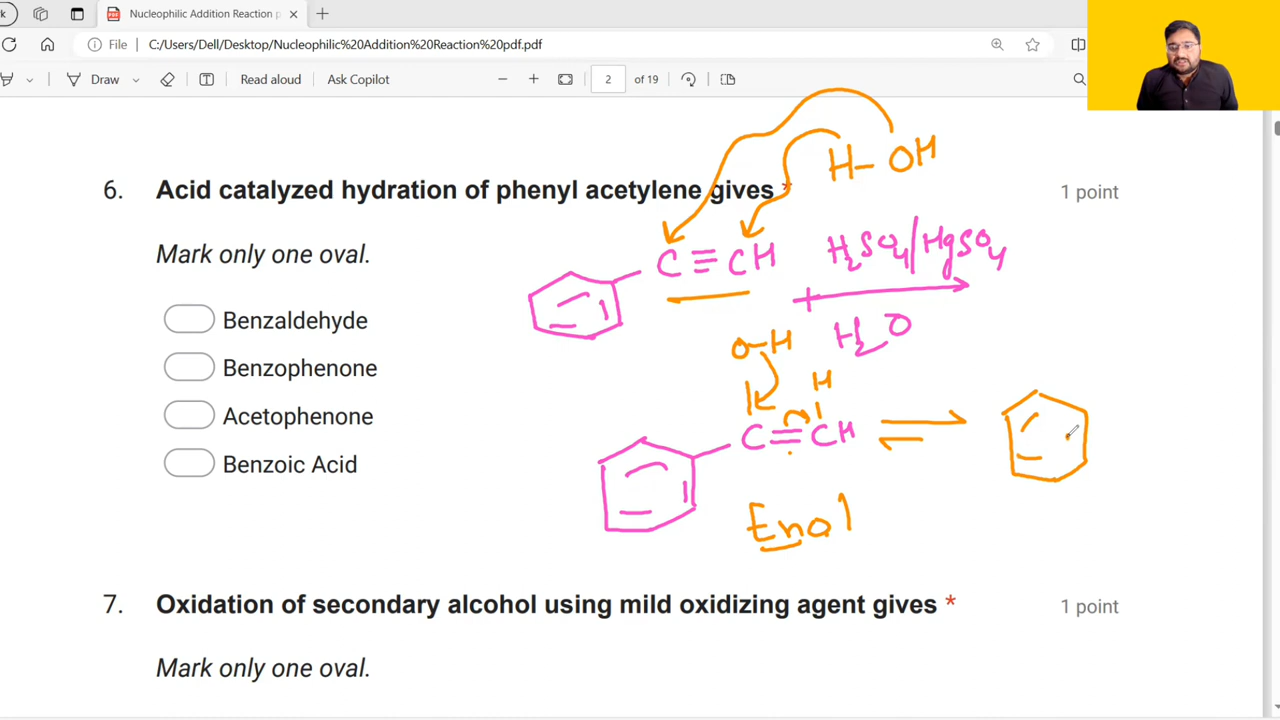 Nucleophilic Addition Reaction p
File C:/Users/Dell/Desktop/Nucleophilic%20Addition%20Reaction%20pdf.pdf
Draw Read aloud Ask Copilot 2 of 19
H-OH
6. Acid catalyzed hydration of phenyl acetylene gives * 1 point
Mark only one oval.
C≡CH H2SO4/HgSO4
+
H2O
Benzaldehyde
Benzophenone
Acetophenone
Benzoic Acid
O-H
H
C=CH
Enol
7. Oxidation of secondary alcohol using mild oxidizing agent gives * 1 point
Mark only one oval.